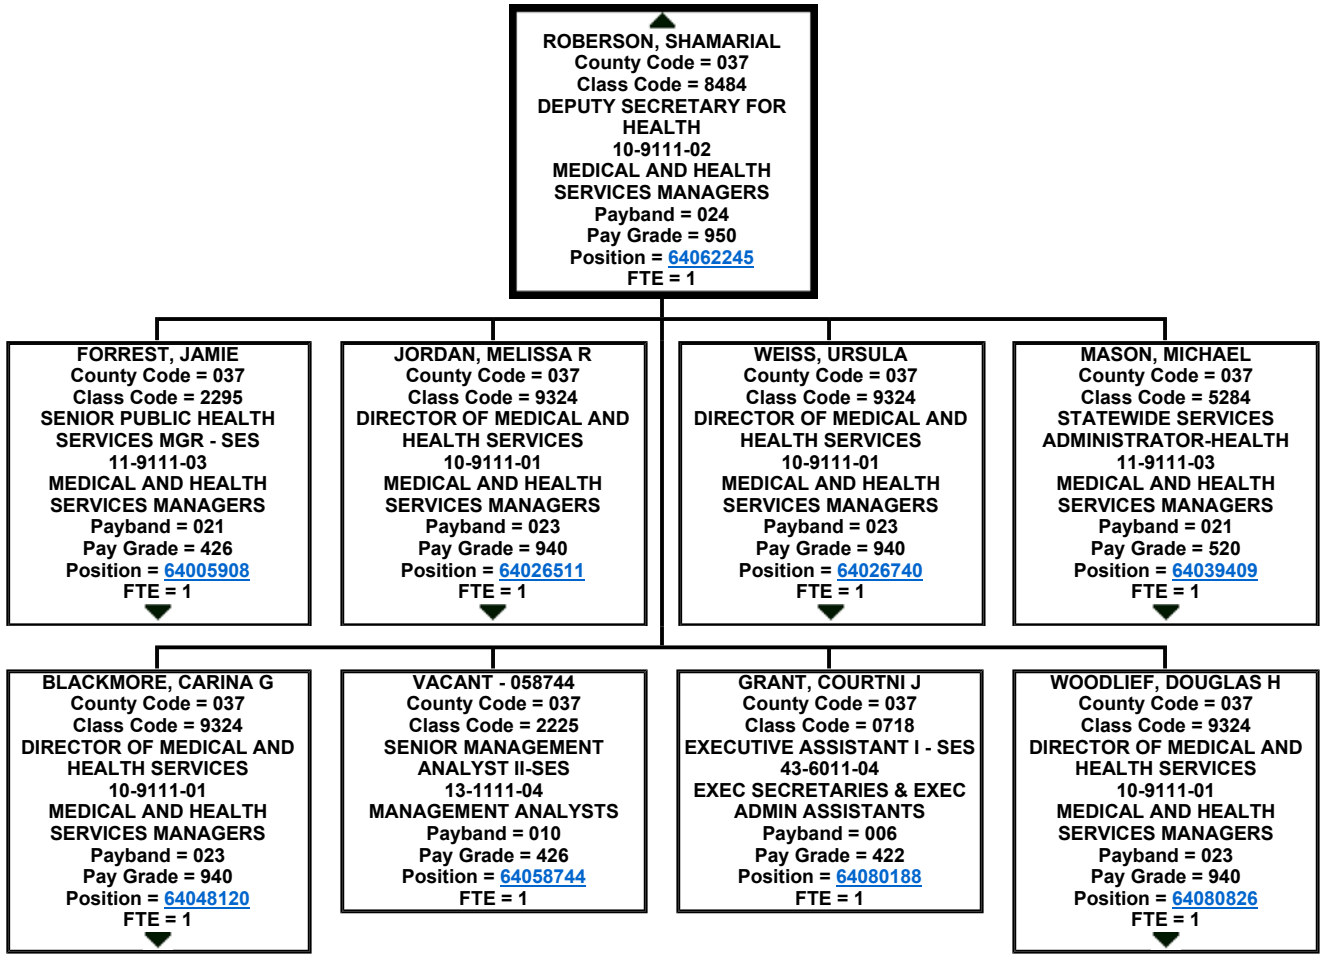 ROBERSON, SHAMARIAL
County Code = 037
Class Code = 8484
DEPUTY SECRETARY FOR
HEALTH
10-9111-02
MEDICAL AND HEALTH
SERVICES MANAGERS
Payband = 024
Pay Grade = 950
Position = 64062245
FTE = 1
FORREST, JAMIE
County Code = 037
Class Code = 2295
SENIOR PUBLIC HEALTH
SERVICES MGR - SES
11-9111-03
MEDICAL AND HEALTH
SERVICES MANAGERS
Payband = 021
Pay Grade = 426
Position = 64005908
FTE = 1
JORDAN, MELISSA R
County Code = 037
Class Code = 9324
DIRECTOR OF MEDICAL AND
HEALTH SERVICES
10-9111-01
MEDICAL AND HEALTH
SERVICES MANAGERS
Payband = 023
Pay Grade = 940
Position = 64026511
FTE = 1
WEISS, URSULA
County Code = 037
Class Code = 9324
DIRECTOR OF MEDICAL AND
HEALTH SERVICES
10-9111-01
MEDICAL AND HEALTH
SERVICES MANAGERS
Payband = 023
Pay Grade = 940
Position = 64026740
FTE = 1
MASON, MICHAEL
County Code = 037
Class Code = 5284
STATEWIDE SERVICES
ADMINISTRATOR-HEALTH
11-9111-03
MEDICAL AND HEALTH
SERVICES MANAGERS
Payband = 021
Pay Grade = 520
Position = 64039409
FTE = 1
BLACKMORE, CARINA G
County Code = 037
Class Code = 9324
DIRECTOR OF MEDICAL AND
HEALTH SERVICES
10-9111-01
MEDICAL AND HEALTH
SERVICES MANAGERS
Payband = 023
Pay Grade = 940
Position = 64048120
FTE = 1
VACANT - 058744
County Code = 037
Class Code = 2225
SENIOR MANAGEMENT
ANALYST II-SES
13-1111-04
MANAGEMENT ANALYSTS
Payband = 010
Pay Grade = 426
Position = 64058744
FTE = 1
GRANT, COURTNI J
County Code = 037
Class Code = 0718
EXECUTIVE ASSISTANT I - SES
43-6011-04
EXEC SECRETARIES & EXEC
ADMIN ASSISTANTS
Payband = 006
Pay Grade = 422
Position = 64080188
FTE = 1
WOODLIEF, DOUGLAS H
County Code = 037
Class Code = 9324
DIRECTOR OF MEDICAL AND
HEALTH SERVICES
10-9111-01
MEDICAL AND HEALTH
SERVICES MANAGERS
Payband = 023
Pay Grade = 940
Position = 64080826
FTE = 1